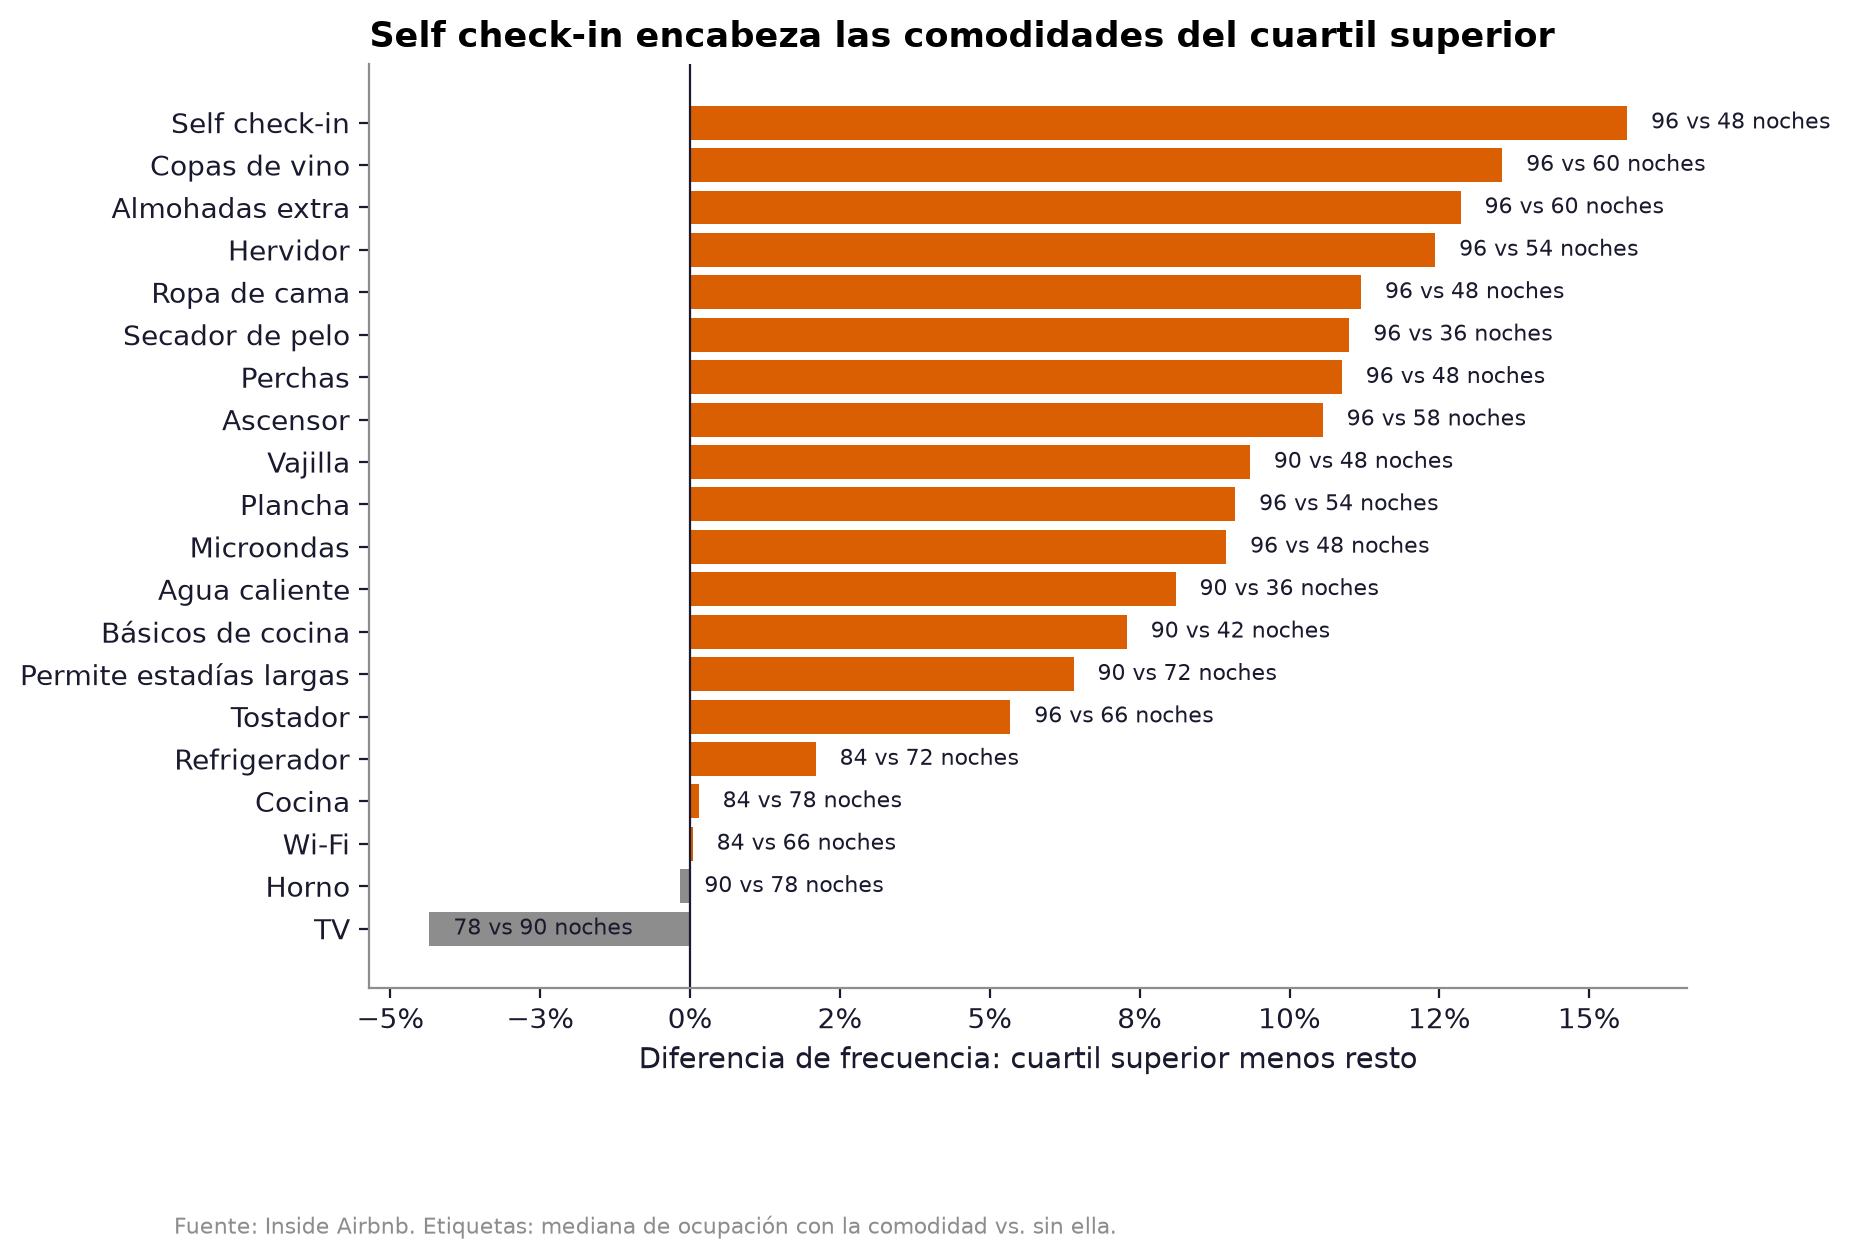 Self check-in encabeza las comodidades del cuartil superior
Self check-in 96 vs 48 noches
Copas de vino 96 vs 60 noches
Almohadas extra 96 vs 60 noches
Hervidor 96 vs 54 noches
Ropa de cama 96 vs 48 noches
Secador de pelo 96 vs 36 noches
Perchas 96 vs 48 noches
Ascensor 96 vs 58 noches
Vajilla 90 vs 48 noches
Plancha 96 vs 54 noches
Microondas 96 vs 48 noches
Agua caliente 90 vs 36 noches
Básicos de cocina 90 vs 42 noches
Permite estadías largas 90 vs 72 noches
Tostador 96 vs 66 noches
Refrigerador 84 vs 72 noches
Cocina 84 vs 78 noches
Wi-Fi 84 vs 66 noches
Horno 90 vs 78 noches
TV 78 vs 90 noches
−5% −3% 0% 2% 5% 8% 10% 12% 15%
Diferencia de frecuencia: cuartil superior menos resto
Fuente: Inside Airbnb. Etiquetas: mediana de ocupación con la comodidad vs. sin ella.